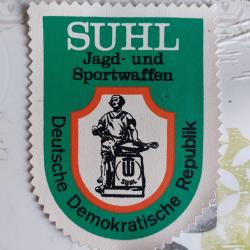 SUHL
Jagd- und
Sportwaffen
Deutsche Demokratische Republik